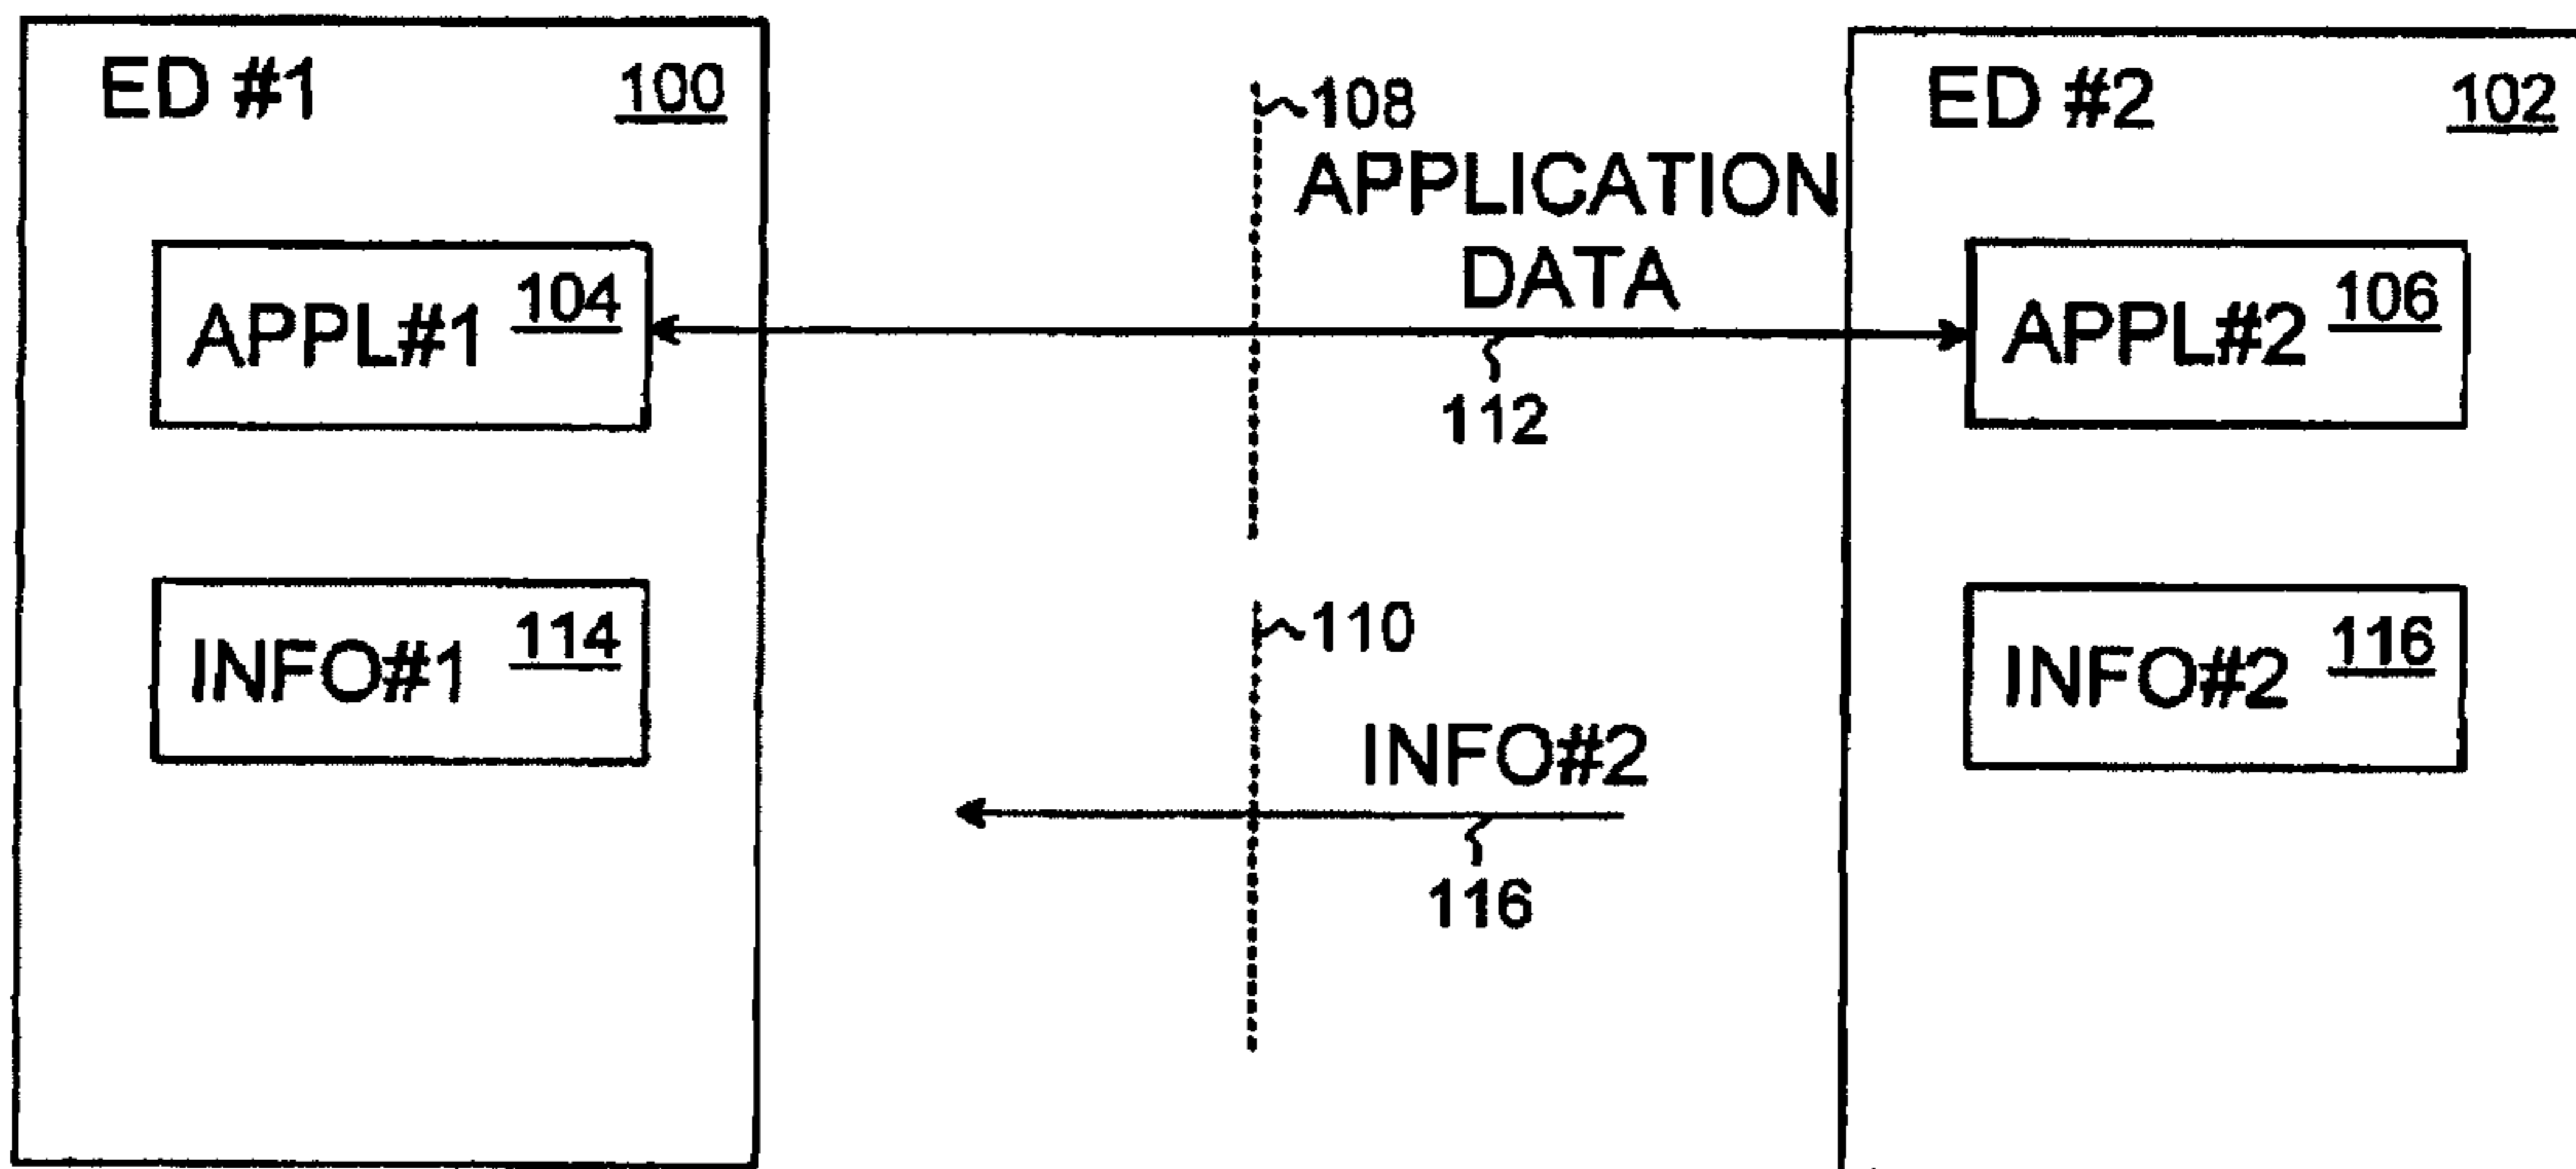 ED #1 100
108
ED #2 102
APPLICATION
DATA
APPL#1 104
APPL#2 106
112
110
INFO#1 114
INFO#2 116
INFO#2
116